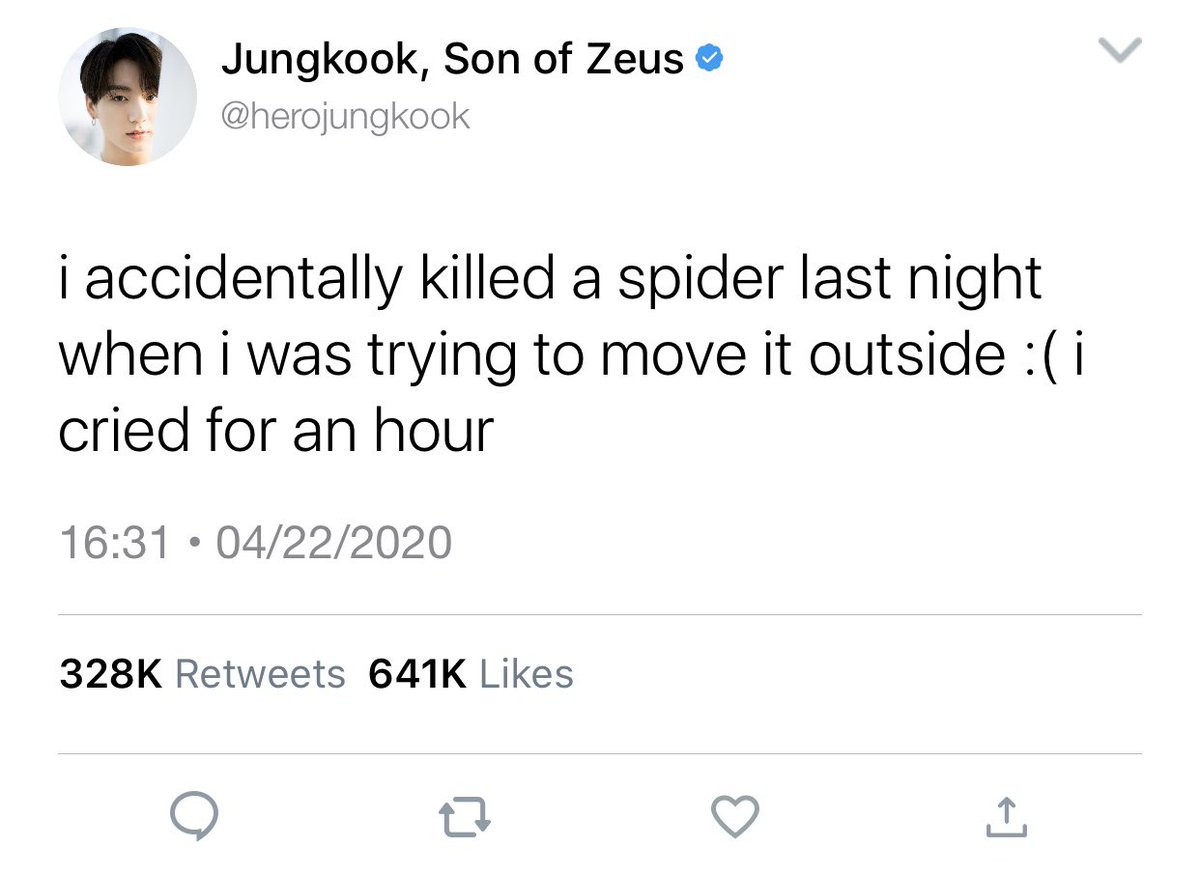 Jungkook, Son of Zeus
@herojungkook
i accidentally killed a spider last night
when i was trying to move it outside :( i
cried for an hour
16:31 • 04/22/2020
328K Retweets 641K Likes